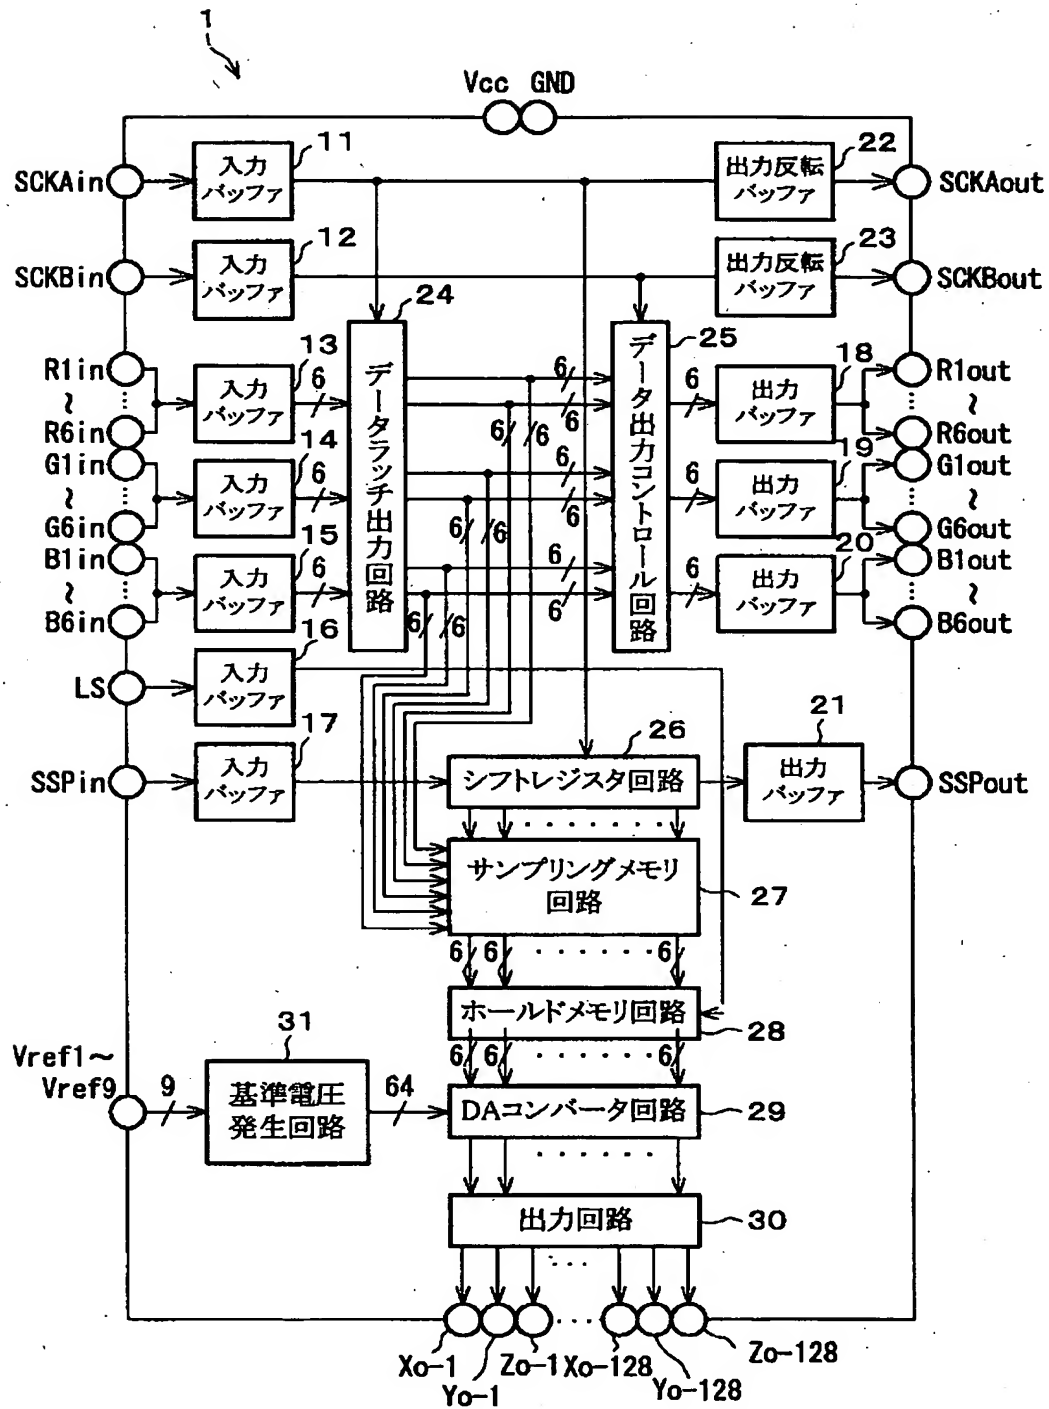 1
Vcc GND
SCKAin
入力
バッファ
11
出力反転
バッファ
22
SCKAout
SCKBin
入力
バッファ
12
出力反転
バッファ
23
SCKBout
24
データラッチ出力回路
25
データ出力コントロール回路
R1in
~
R6in
入力
バッファ
13
6
6
6
6
6
6
出力
バッファ
18
R1out
~
R6out
G1in
~
G6in
入力
バッファ
14
6
6
6
6
6
6
出力
バッファ
19
G1out
~
G6out
B1in
~
B6in
入力
バッファ
15
6
6
6
6
6
6
出力
バッファ
20
B1out
~
B6out
LS
入力
バッファ
16
SSPin
入力
バッファ
17
シフトレジスタ回路
26
出力
バッファ
21
SSPout
サンプリングメモリ
回路
27
6 6 ······ 6
ホールドメモリ回路
28
6 6 ······ 6
Vref1~
Vref9
9
基準電圧
発生回路
31
64
DAコンバータ回路
29
······
出力回路
30
···
Xo-1
Yo-1
Zo-1
Xo-128
Yo-128
Zo-128